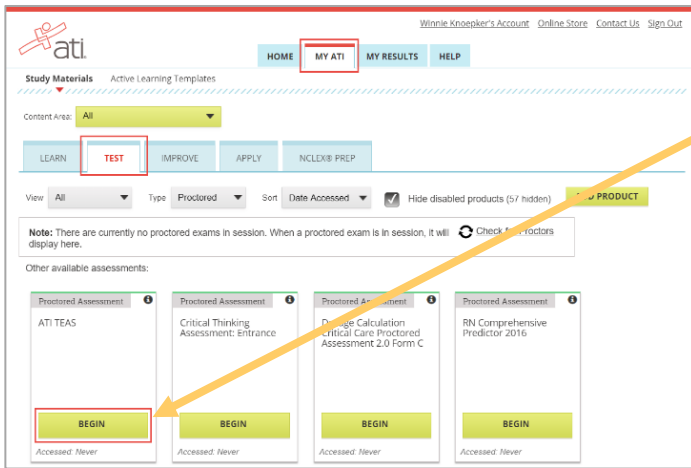 Winnie Knoepker's Account Online Store Contact Us Sign Out
ati
HOME MY ATI MY RESULTS HELP
Study Materials Active Learning Templates
Content Area: All
LEARN TEST IMPROVE APPLY NCLEX® PREP
View All Type Proctored Sort Date Accessed Hide disabled products (57 hidden) PRODUCT
Note: There are currently no proctored exams in session. When a proctored exam is in session, it will Check Proctors
display here.
Other available assessments:
Proctored Assessment Proctored Assessment Proctored Assessment Proctored Assessment
ATI TEAS Critical Thinking Calculation RN Comprehensive
Assessment: Entrance Critical Care Proctored Predictor 2016
Assessment 2.0 Form C
BEGIN BEGIN BEGIN BEGIN
Accessed: Never Accessed: Never Accessed: Never Accessed: Never